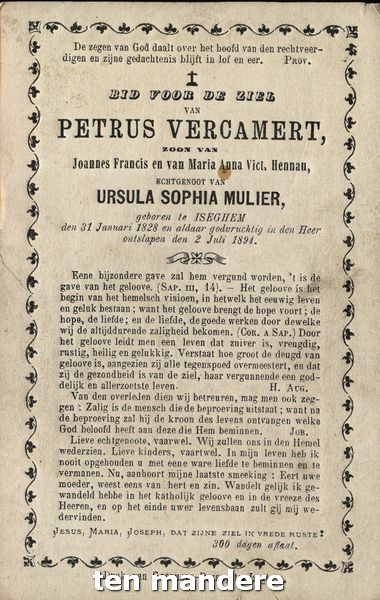 De zegen van God daalt over het hoofd van den rechtveer-
digen en zijne gedachtenis blijft in lof en eer. PROV.
BID VOOR DE ZIEL
VAN
PETRUS VERCAMERT,
ZOON VAN
Joannes Francis en van Maria Anna Vict. Hennau,
ECHTGENOOT VAN
URSULA SOPHIA MULIER,
geboren te ISEGHEM
den 31 Januari 1828 en aldaar godvruchtig in den Heer
ontslapen den 2 Juli 1894.
Eene bijzondere gave zal hem vergund worden, 't is de
gave van het geloove. (SAP. III, 14). — Het geloove is het
begin van het hemelsch visioen, in hetwelk het eeuwig leven
en geluk bestaan; want het geloove brengt de hope voort; de
hope, de liefde; en de liefde, de goede werken door dewelke
wij de altijddurende zaligheid bekomen. (COR. A SAP.) Door
het geloove leidt men een leven dat zuiver is, vreugdig,
rustig, heilig en gelukkig. Verstaat hoe groot de deugd van
geloove is, aangezien zij alle tegenspoed overmeestert, en dat
zij de gezondheid is van de ziel, haar vergunnende een god-
delijk en allerzoetste leven. H. AUG.
Van den overleden dien wij betreuren, mag men ook zeg-
gen: Zalig is de mensch die de beproeving uitstaat; want na
de beproeving zal hij de kroon des levens ontvangen welke
God beloofd heeft aan deze die Hem beminnen. JOB.
Lieve echtgenoote, vaarwel. Wij zullen ons in den Hemel
wederzien. Lieve kinders, vaartwel. In mijn leven heb ik
nooit opgehouden u met eene ware liefde te beminnen en te
vermanen. Nu, aanhoort mijne laatste smeeking: Eert uwe
moeder, weest eens van hert en zin. Wandelt gelijk ik ge-
wandeld hebbe in het katholijk geloove en in de vreeze des
Heeren, en op het einde uwer levensbaan zult gij mij we-
dervinden.
JESUS, MARIA, JOSEPH, DAT ZIJNE ZIEL IN VREDE RUSTE!
300 dagen aflaat.
ten mandere